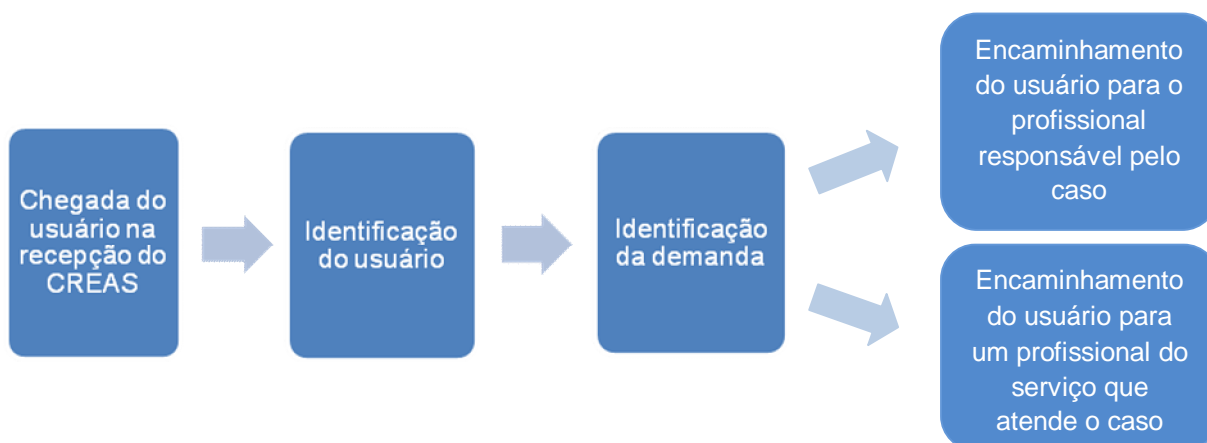 Chegada do
usuário na
recepção do
CREAS
Identificação
do usuário
Identificação
da demanda
Encaminhamento
do usuário para o
profissional
responsável pelo
caso
Encaminhamento
do usuário para
um profissional do
serviço que
atende o caso